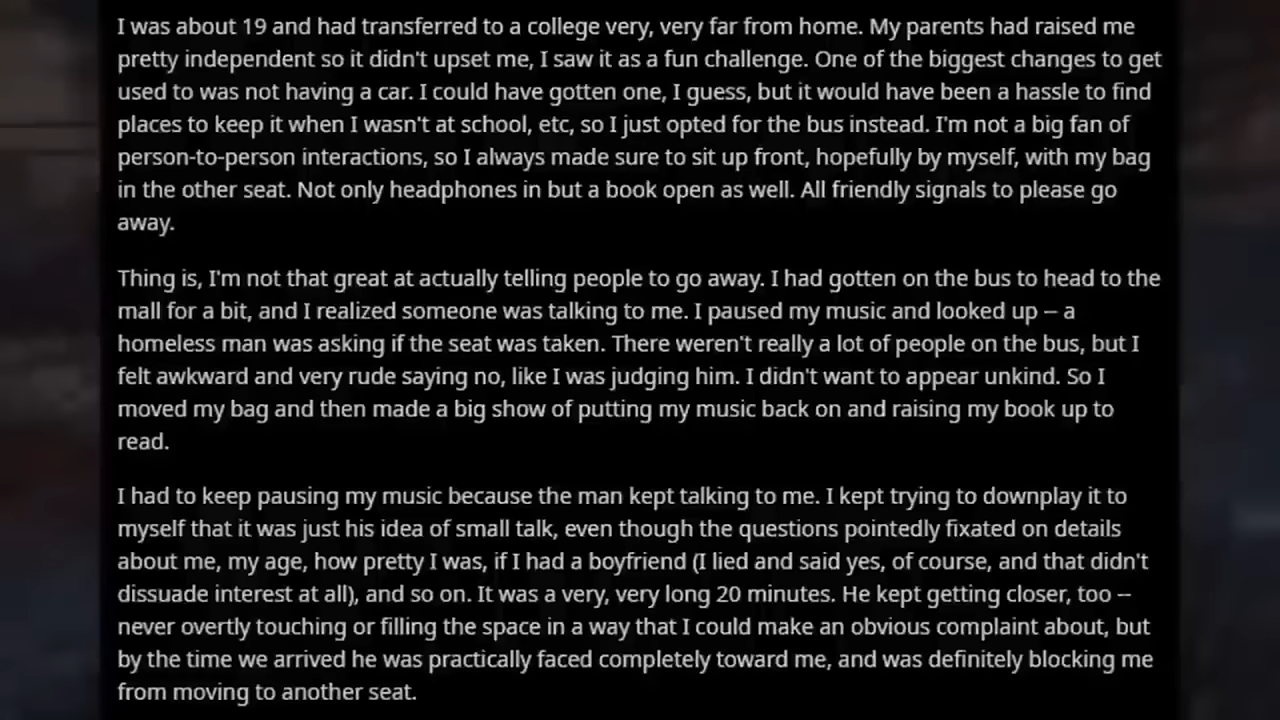 I was about 19 and had transferred to a college very, very far from home. My parents had raised me
pretty independent so it didn't upset me, I saw it as a fun challenge. One of the biggest changes to get
used to was not having a car. I could have gotten one, I guess, but it would have been a hassle to find
places to keep it when I wasn't at school, etc, so I just opted for the bus instead. I'm not a big fan of
person-to-person interactions, so I always made sure to sit up front, hopefully by myself, with my bag
in the other seat. Not only headphones in but a book open as well. All friendly signals to please go
away.
Thing is, I'm not that great at actually telling people to go away. I had gotten on the bus to head to the
mall for a bit, and I realized someone was talking to me. I paused my music and looked up -- a
homeless man was asking if the seat was taken. There weren't really a lot of people on the bus, but I
felt awkward and very rude saying no, like I was judging him. I didn't want to appear unkind. So I
moved my bag and then made a big show of putting my music back on and raising my book up to
read.
I had to keep pausing my music because the man kept talking to me. I kept trying to downplay it to
myself that it was just his idea of small talk, even though the questions pointedly fixated on details
about me, my age, how pretty I was, if I had a boyfriend (I lied and said yes, of course, and that didn't
dissuade interest at all), and so on. It was a very, very long 20 minutes. He kept getting closer, too --
never overtly touching or filling the space in a way that I could make an obvious complaint about, but
by the time we arrived he was practically faced completely toward me, and was definitely blocking me
from moving to another seat.